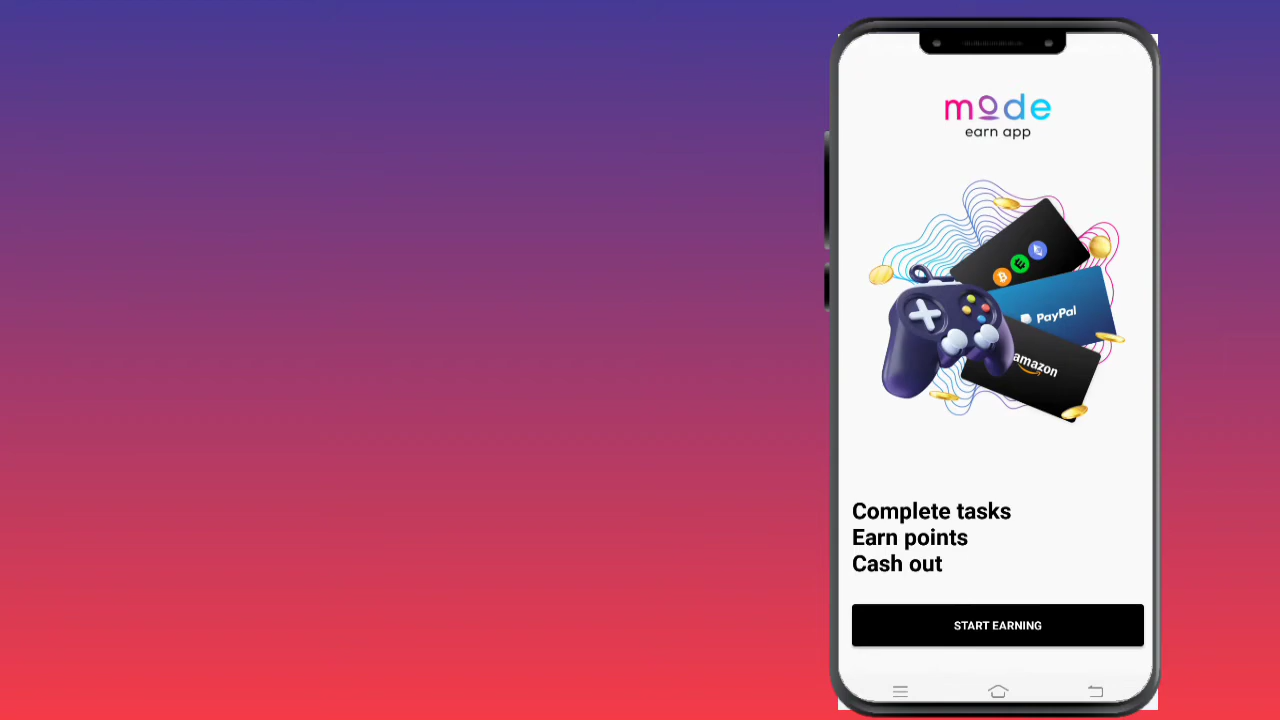 mode
earn app
PayPal
amazon
Complete tasks
Earn points
Cash out
START EARNING